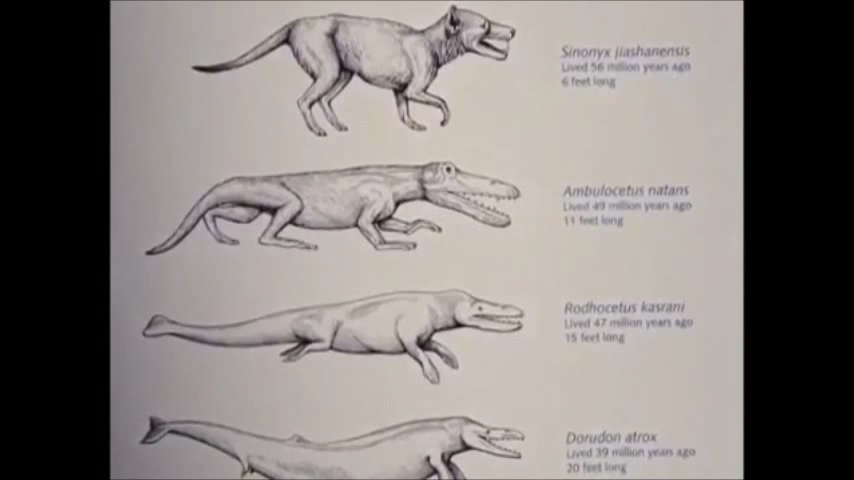 Sinonyx jiashanensis
Lived 56 million years ago
6 feet long
Ambulocetus natans
Lived 49 million years ago
11 feet long
Rodhocetus kasrani
Lived 47 million years ago
15 feet long
Dorudon atrox
Lived 39 million years ago
20 feet long